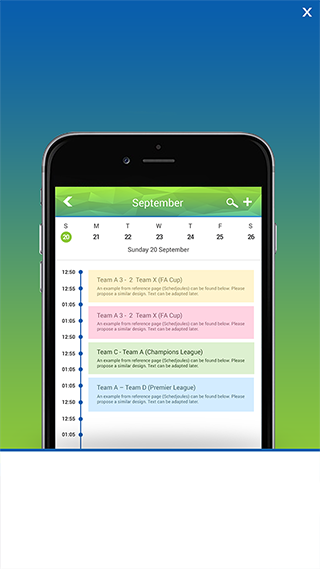 X
September
S M T W T F S
20 21 22 23 24 25 26
Sunday 20 September
12:50
Team A 3 - 2 Team X (FA Cup)
12:55
An example from reference page (Schedjoules) can be found below. Please
propose a similar design. Text can be adapted later.
01:05
Team A 3 - 2 Team X (FA Cup)
12:50
An example from reference page (Schedjoules) can be found below. Please
propose a similar design. Text can be adapted later.
12:55
Team C - Team A (Champions League)
12:55
An example from reference page (Schedjoules) can be found below. Please
propose a similar design. Text can be adapted later.
01:05
Team A – Team D (Premier League)
12:50
An example from reference page (Schedjoules) can be found below. Please
propose a similar design. Text can be adapted later.
12:55
01:05